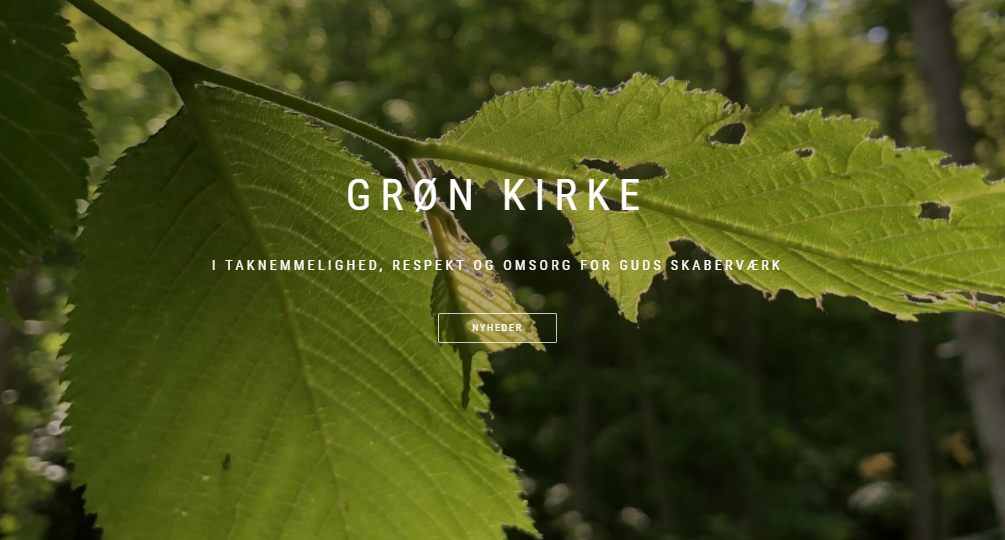 GRØN KIRKE
I TAKNEMMELIGHED, RESPEKT OG OMSORG FOR GUDS SKABERVÆRK
NYHEDER